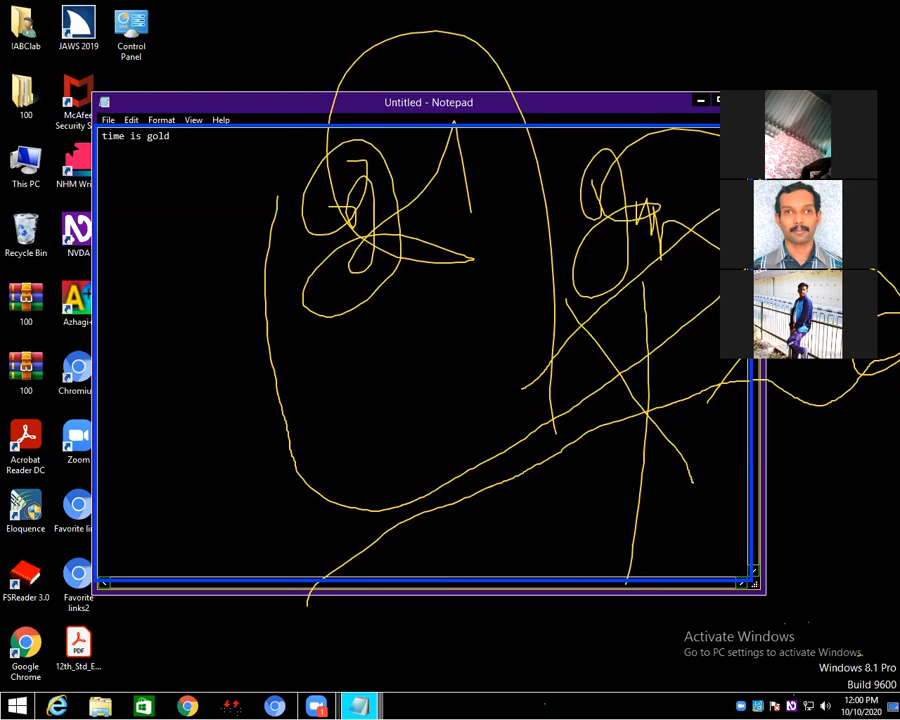 IABClab
JAWS 2019
Control
Panel
100
McAfee
Security S
This PC
NHM Wri
Recycle Bin
NVDA
100
Azhagi+
100
Chromiu
Acrobat
Reader DC
Zoom
Eloquence
Favorite li
FSReader 3.0
Favorite
links2
Google
Chrome
12th_Std_E...
Untitled - Notepad
File Edit Format View Help
time is gold
Activate Windows
Go to PC settings to activate Windows.
Windows 8.1 Pro
Build 9600
12:00 PM
10/10/2020